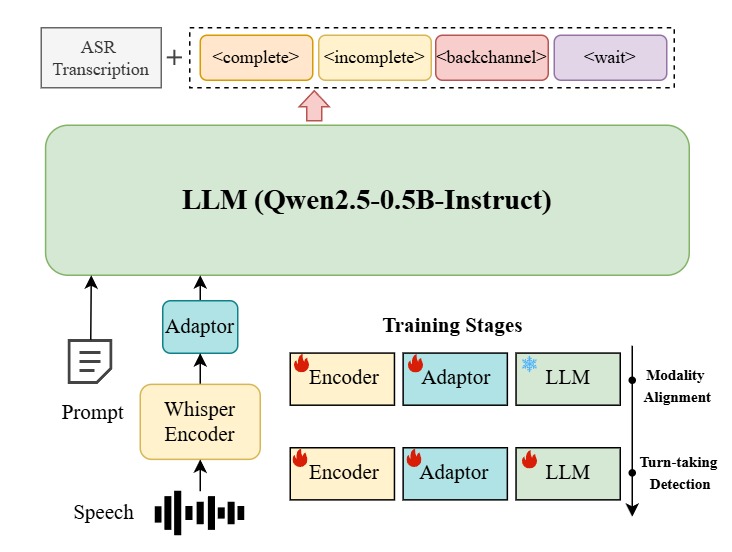 ASR
Transcription
+
<complete>
<incomplete>
<backchannel>
<wait>
LLM (Qwen2.5-0.5B-Instruct)
Adaptor
Prompt
Whisper
Encoder
Speech
Training Stages
Encoder
Adaptor
LLM
Modality
Alignment
Encoder
Adaptor
LLM
Turn-taking
Detection